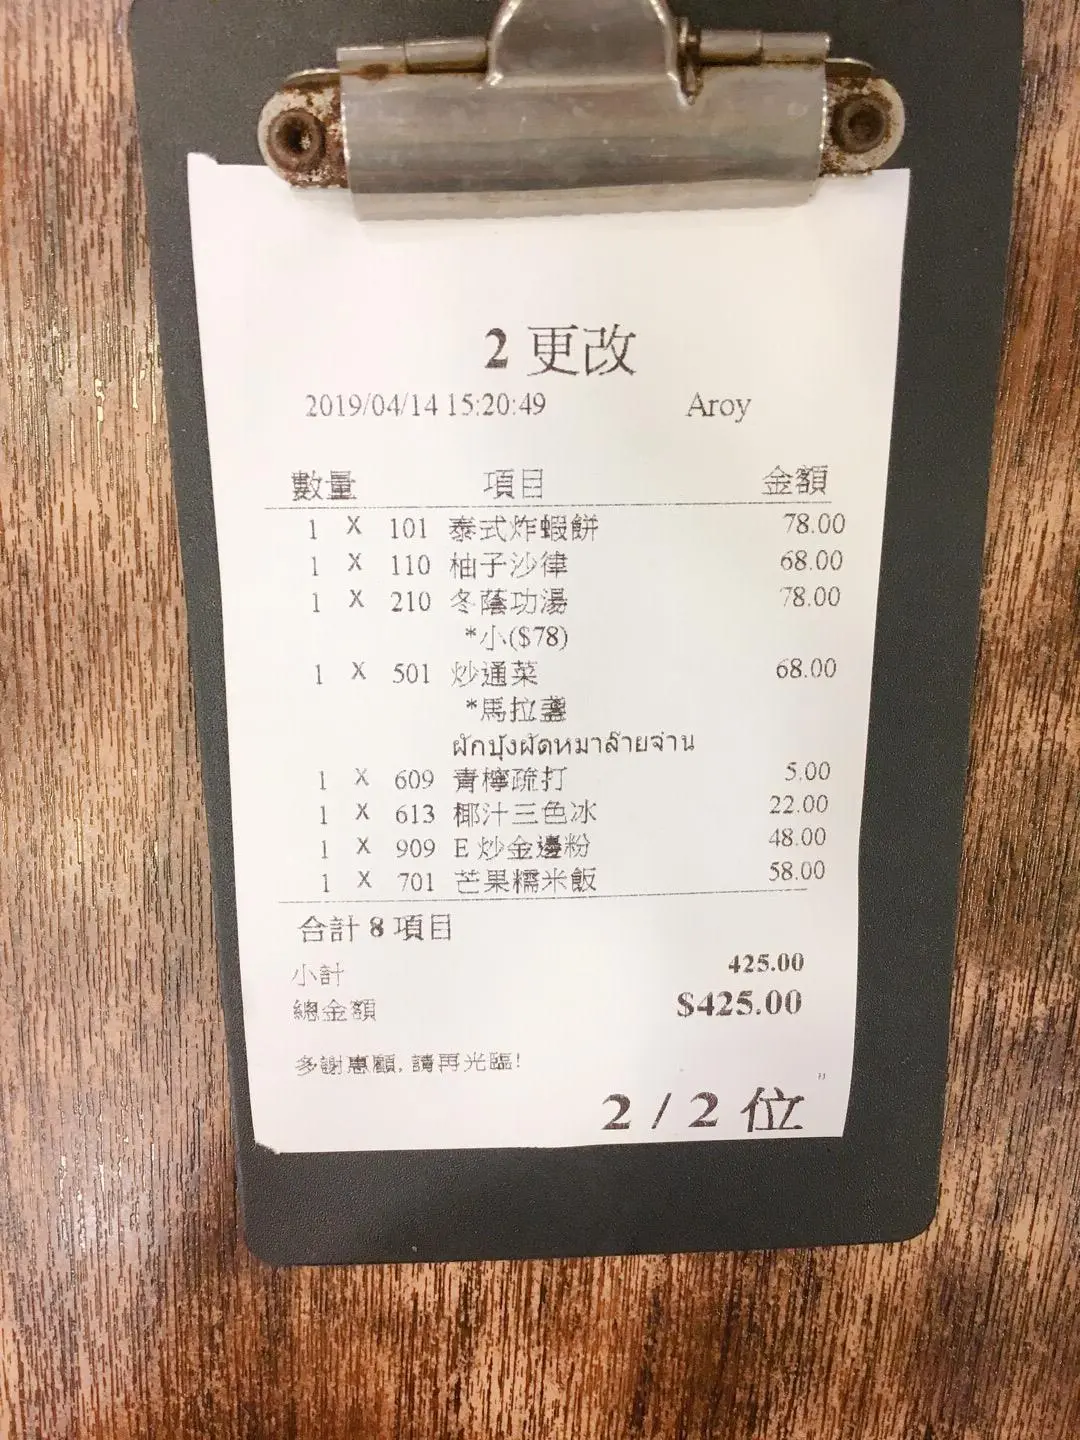 2 更改
2019/04/14 15:20:49 Aroy
數量 項目 金額
1 X 101 泰式炸蝦餅 78.00
1 X 110 柚子沙律 68.00
1 X 210 冬蔭功湯 78.00
*小($78)
1 X 501 炒通菜 68.00
*馬拉盞
ผักบุ้งผัดหมาล๊ายจ่าน
1 X 609 青檸疏打 5.00
1 X 613 椰汁三色冰 22.00
1 X 909 E 炒金邊粉 48.00
1 X 701 芒果糯米飯 58.00
合計 8 項目
小計 425.00
總金額 $425.00
多謝惠顧, 請再光臨!
2 / 2 位